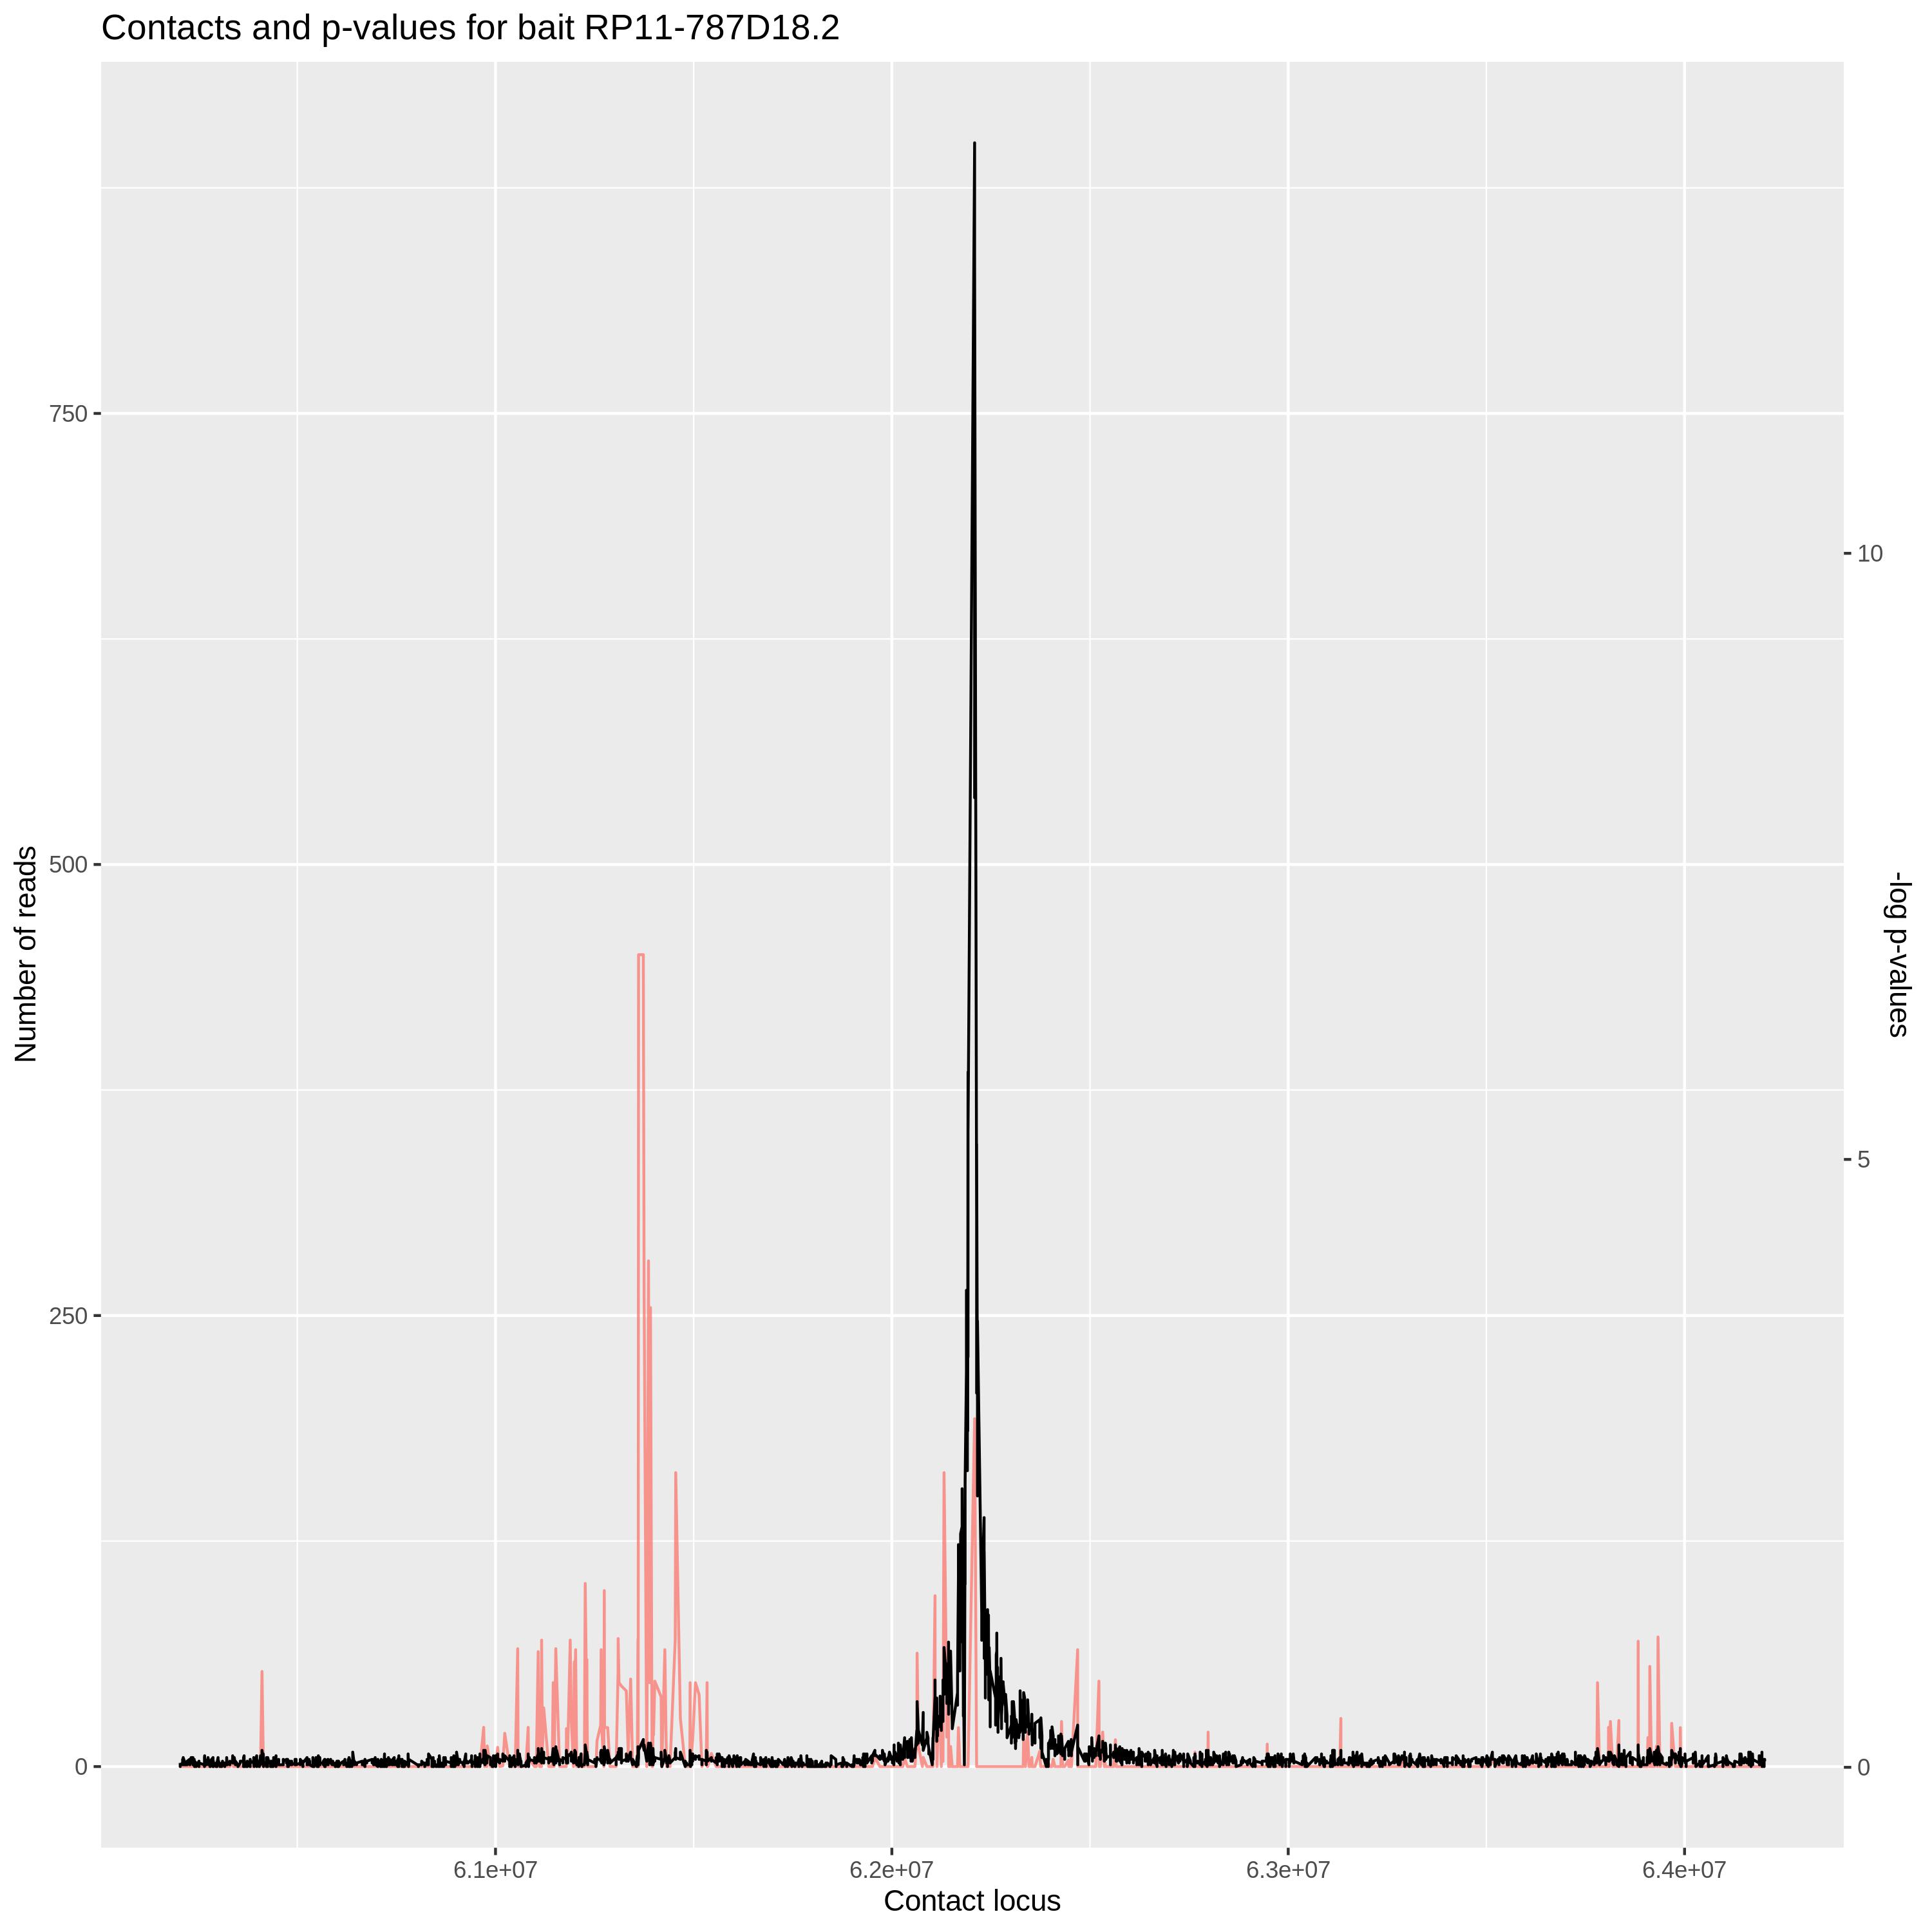 Contacts and p-values for bait RP11-787D18.2
750
500
250
0
Number of reads
10
5
0
-log p-values
6.1e+07
6.2e+07
6.3e+07
6.4e+07
Contact locus